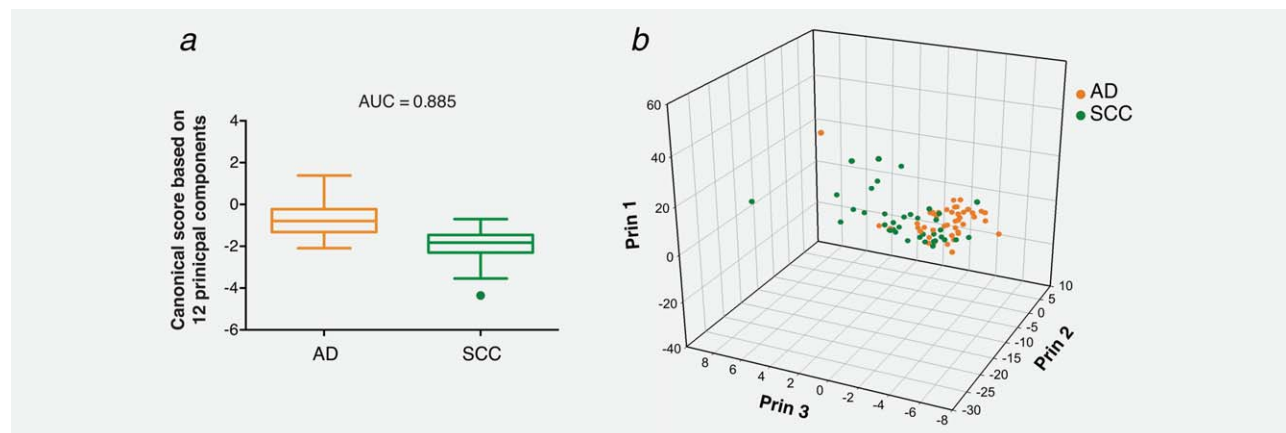 a
AUC = 0.885
Canonical score based on
12 prinicpal components
4
2
0
-2
-4
-6
AD
SCC
b
AD
SCC
Prin 1
60
40
20
0
-20
-40
Prin 3
8
6
4
2
0
-2
-4
-6
-8
Prin 2
10
5
0
-5
-10
-15
-20
-25
-30